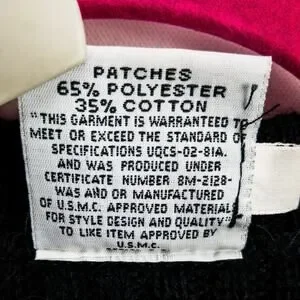 PATCHES
65% POLYESTER
35% COTTON
"THIS GARMENT IS WARRANTED TO
MEET OR EXCEED THE STANDARD OF
SPECIFICATIONS UQCS-02-81A.
AND WAS PRODUCED UNDER
CERTIFICATE NUMBER 8M-2128-
WAS AND OR MANUFACTURED
OF U.S.M.C. APPROVED MATERIALS
FOR STYLE DESIGN AND QUALITY"
TO LIKE ITEM APPROVED BY
U.S.M.C.